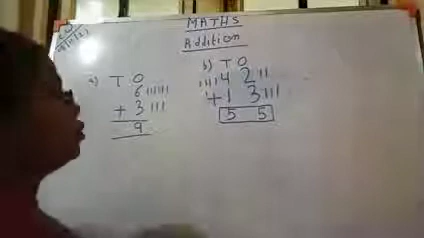 MATHS
Addition
a) T O
6 ||||||
+ 3 |||
9
b) T O
|||| 4 2 ||
+ 1 3 |||
5 5